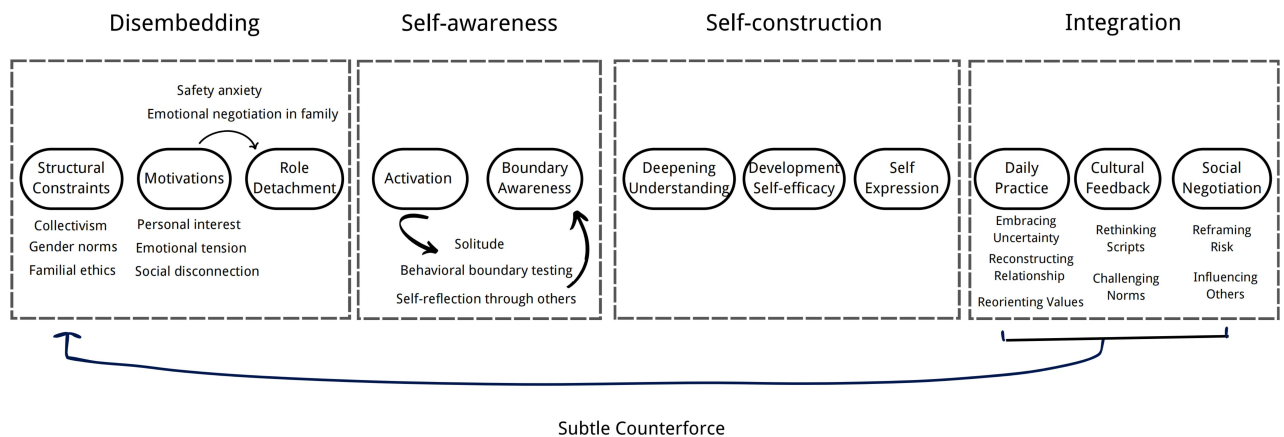 Disembedding
Safety anxiety
Emotional negotiation in family
Structural
Constraints
Motivations
Role
Detachment
Collectivism
Gender norms
Familial ethics
Personal interest
Emotional tension
Social disconnection
Self-awareness
Activation
Boundary
Awareness
Solitude
Behavioral boundary testing
Self-reflection through others
Self-construction
Deepening
Understanding
Development
Self-efficacy
Self
Expression
Integration
Daily
Practice
Cultural
Feedback
Social
Negotiation
Embracing
Uncertainty
Reconstructing
Relationship
Reorienting Values
Rethinking
Scripts
Challenging
Norms
Reframing
Risk
Influencing
Others
Subtle Counterforce